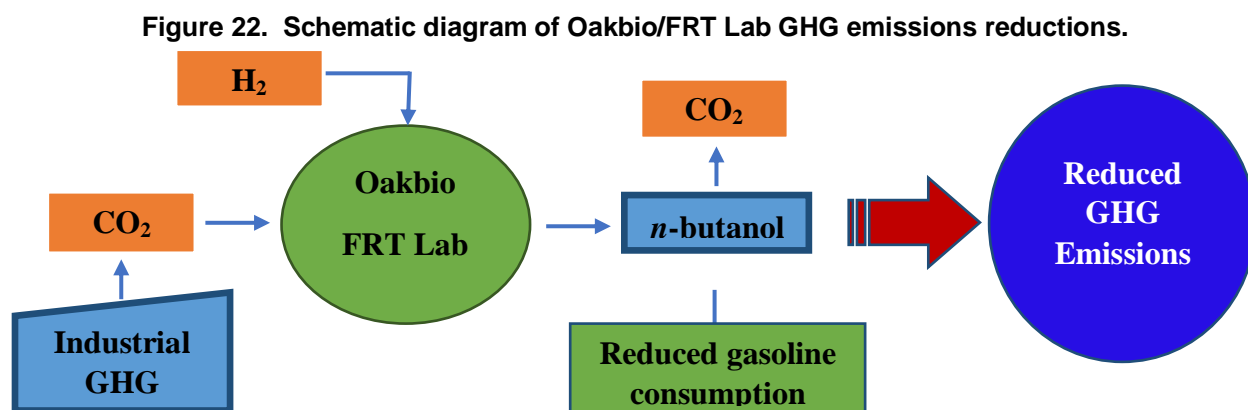 Figure 22. Schematic diagram of Oakbio/FRT Lab GHG emissions reductions.
H₂
CO₂
Oakbio
FRT Lab
CO₂
n-butanol
Reduced
GHG
Emissions
Industrial
GHG
Reduced gasoline
consumption